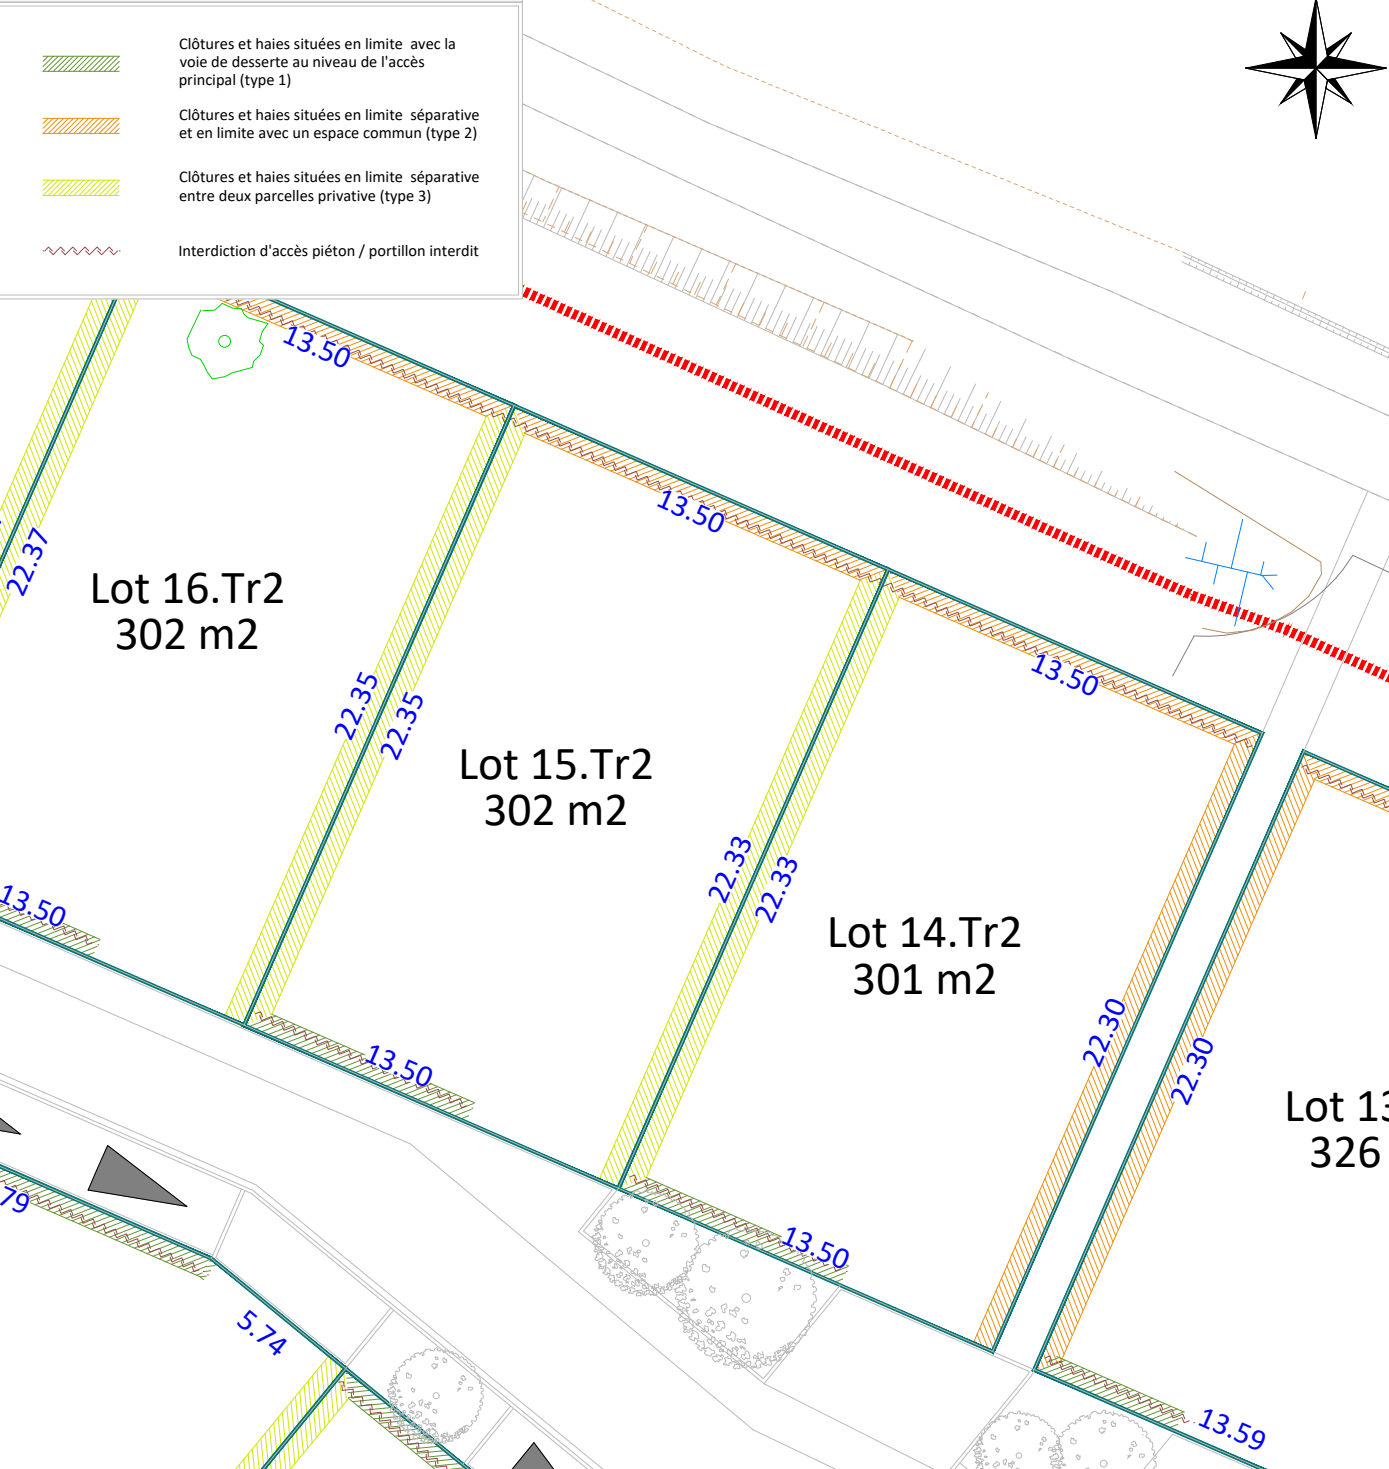 Clôtures et haies situées en limite avec la
voie de desserte au niveau de l'accès
principal (type 1)
Clôtures et haies situées en limite séparative
et en limite avec un espace commun (type 2)
Clôtures et haies situées en limite séparative
entre deux parcelles privative (type 3)
Interdiction d'accès piéton / portillon interdit
13.50
13.50
22.37
Lot 16.Tr2
302 m2
13.50
22.35
22.35
Lot 15.Tr2
302 m2
22.33
22.33
13.50
Lot 14.Tr2
301 m2
22.30
22.30
13.50
Lot 13
326
79
13.50
5.74
13.59